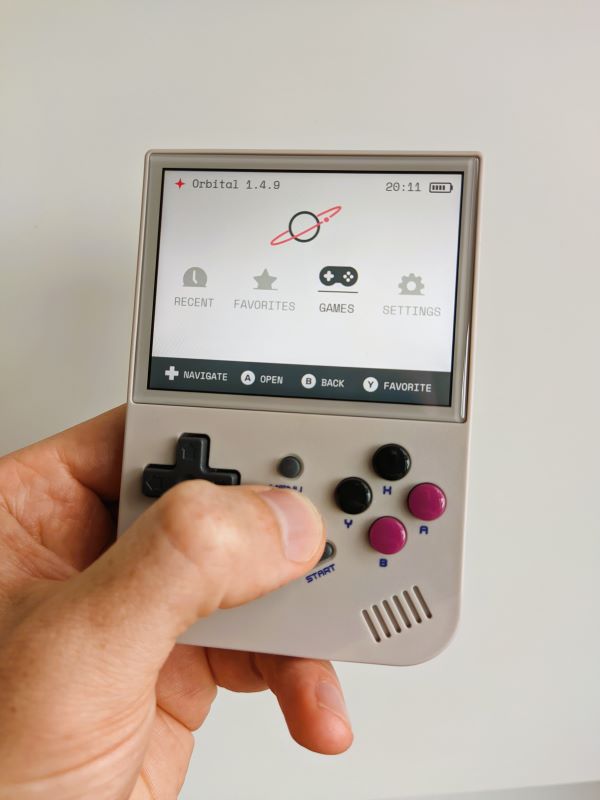 Orbital 1.4.9
20:11
RECENT
FAVORITES
GAMES
SETTINGS
NAVIGATE
A OPEN
B BACK
Y FAVORITE
X
Y
A
B
START